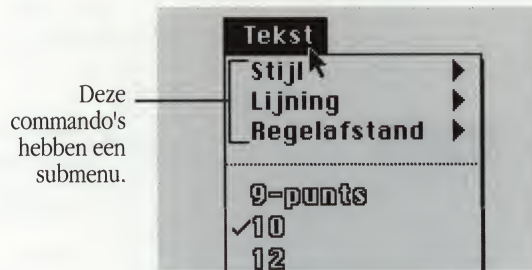 Tekst
Stijl
Lijning
Regelafstand
9-punts
✓10
12
Deze
commando's
hebben een
submenu.